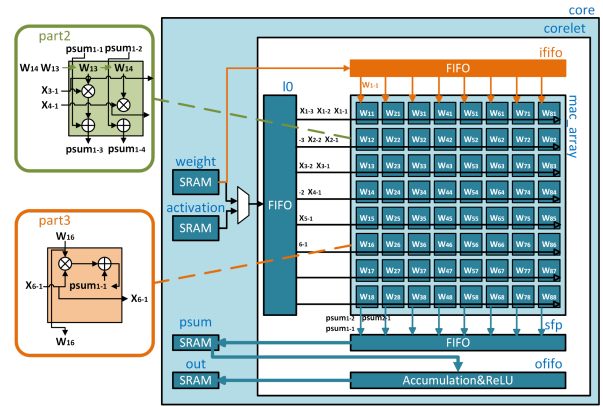 core
corelet
part2
psum1-1 psum1-2
W14 W13 W13 W14
X3-1
X4-1
psum1-3 psum1-4
part3
W16
X6-1
psum1-1
X6-1
W16
weight
SRAM
activation
SRAM
psum
SRAM
out
SRAM
l0
FIFO
ififo
FIFO
W1-1
mac_array
X1-3 X1-2 X1-1
-3 X2-2 X2-1
X3-2 X3-1
-2 X4-1
X5-1
6-1
W11 W21 W31 W41 W51 W61 W71 W81
W12 W22 W32 W42 W52 W62 W72 W82
W13 W23 W33 W43 W53 W63 W73 W83
W14 W24 W34 W44 W54 W64 W74 W84
W15 W25 W35 W45 W55 W65 W75 W85
W16 W26 W36 W46 W56 W66 W76 W86
W17 W27 W37 W47 W57 W67 W77 W87
W18 W28 W38 W48 W58 W68 W78 W88
psum1-2 psum2-1
psum1-1
sfp
FIFO
ofifo
Accumulation&ReLU